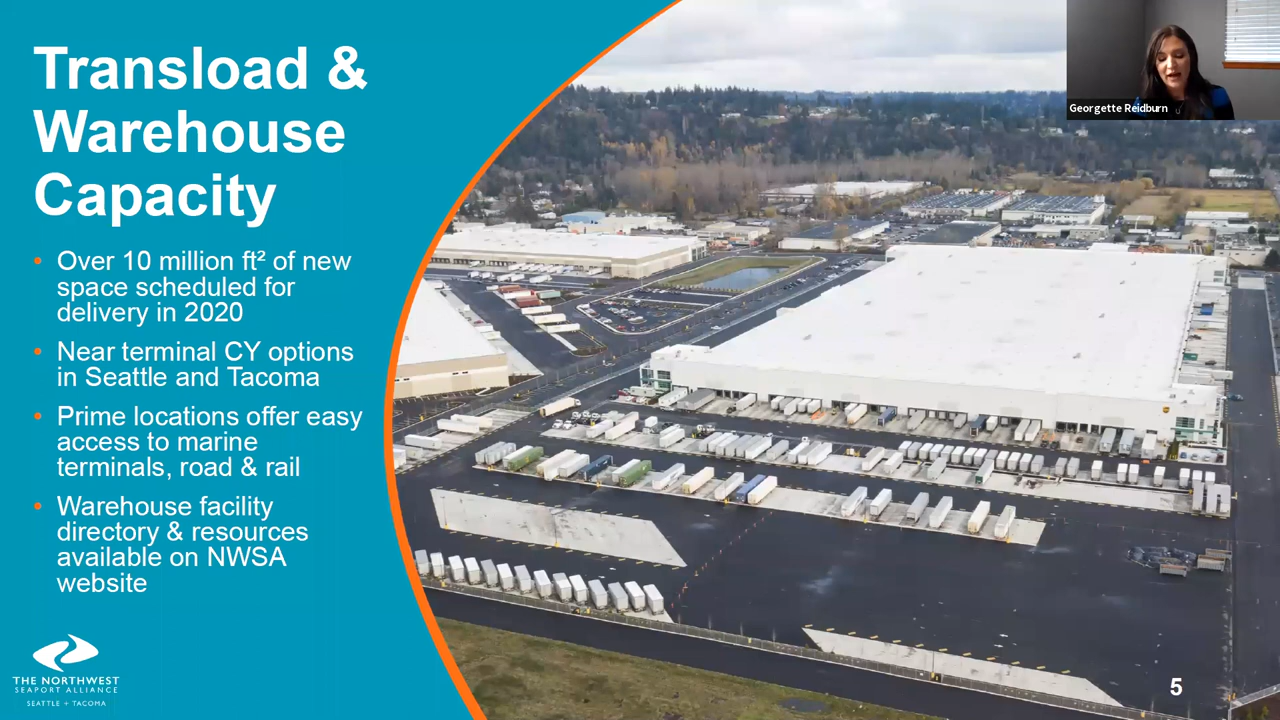 Transload &
Warehouse
Capacity
• Over 10 million ft² of new
space scheduled for
delivery in 2020
• Near terminal CY options
in Seattle and Tacoma
• Prime locations offer easy
access to marine
terminals, road & rail
• Warehouse facility
directory & resources
available on NWSA
website
THE NORTHWEST
SEAPORT ALLIANCE
SEATTLE + TACOMA
Georgette Reidburn
5